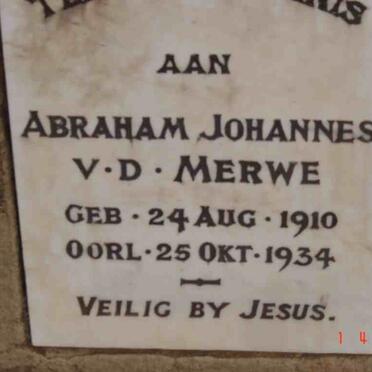 AAN
ABRAHAM JOHANNES
V·D·MERWE
GEB·24 AUG·1910
OORL·25 OKT·1934
VEILIG BY JESUS.
1 4